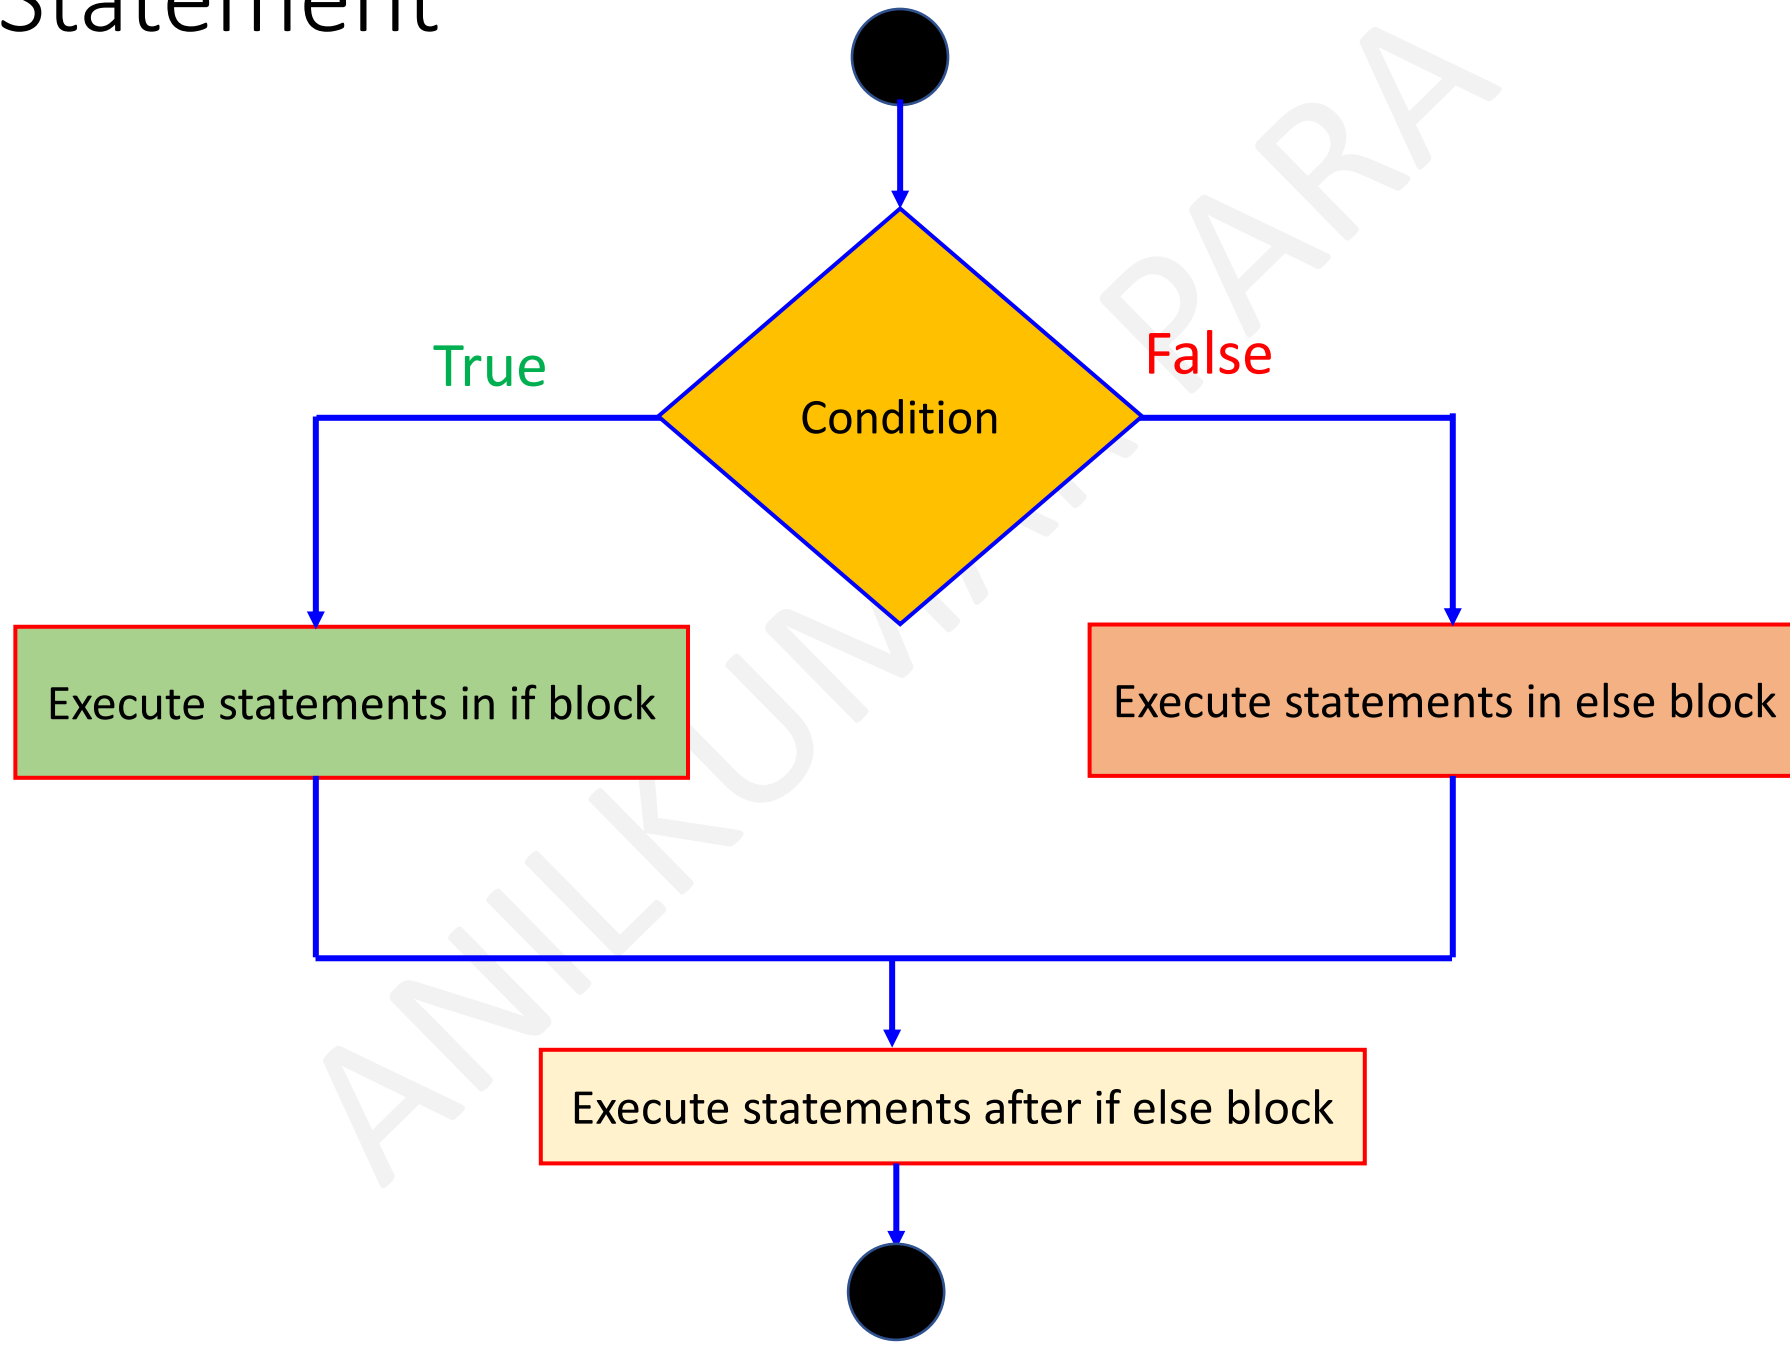 Statement
True
False
Condition
Execute statements in if block
Execute statements in else block
Execute statements after if else block